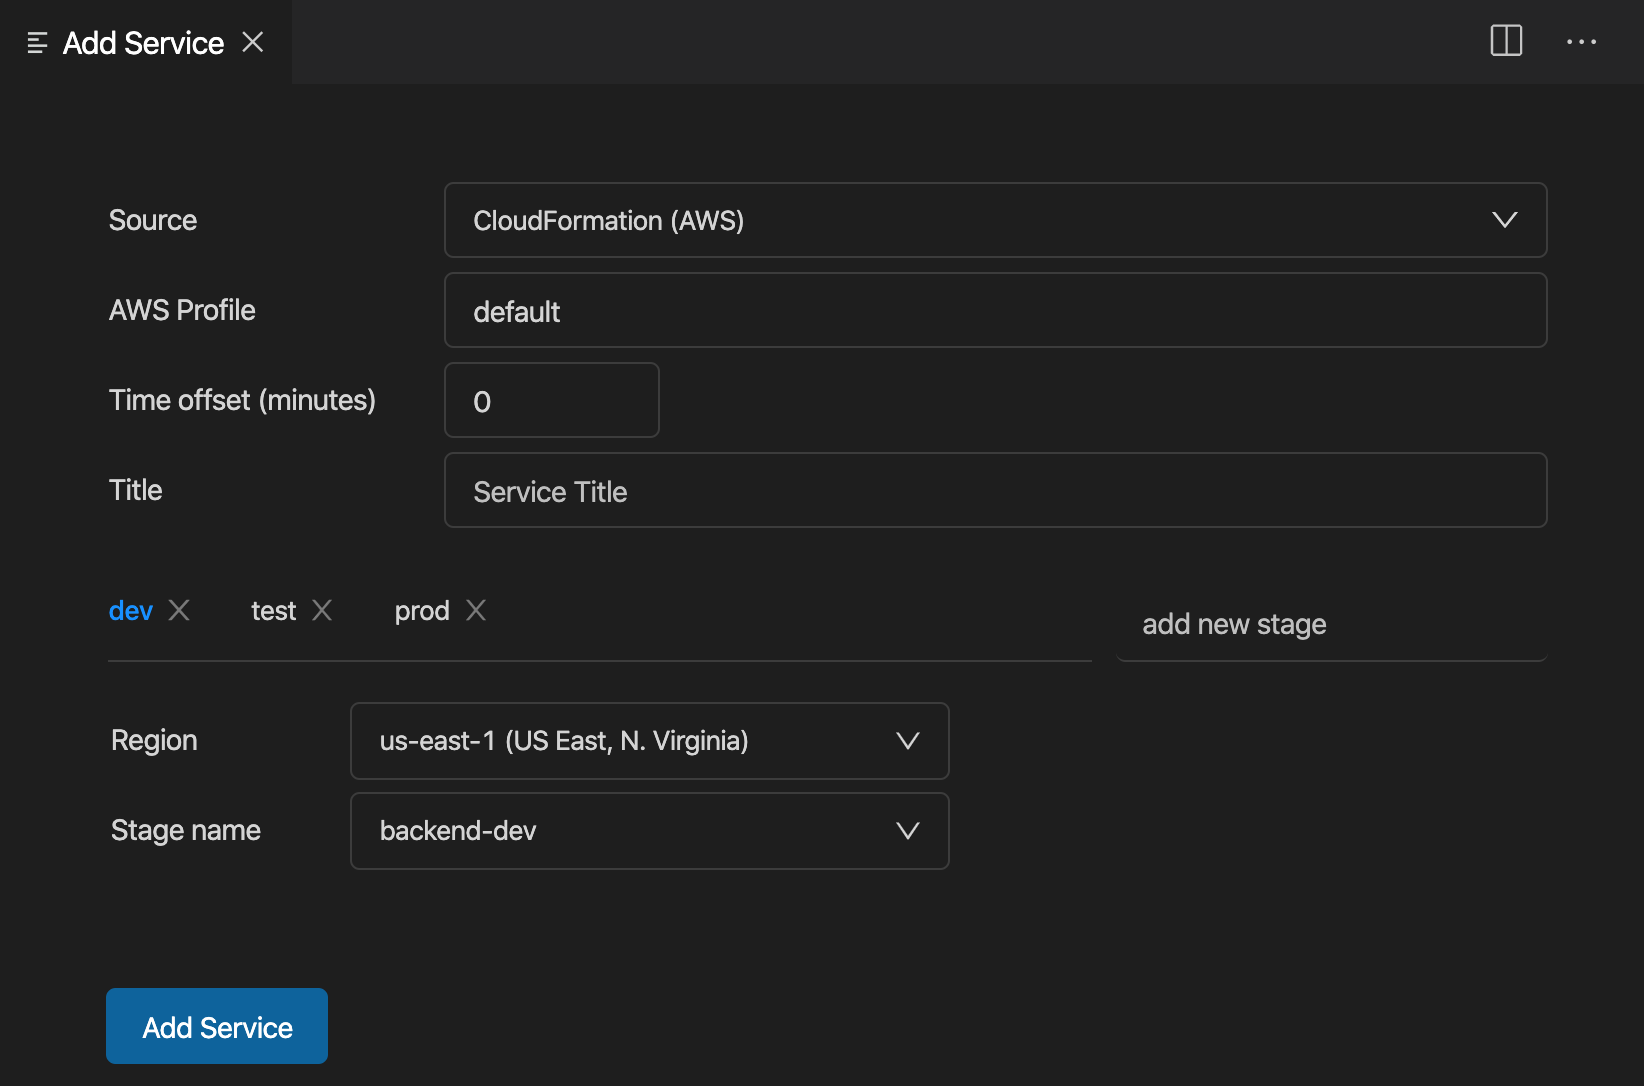 Add Service
Source
CloudFormation (AWS)
AWS Profile
default
Time offset (minutes)
0
Title
Service Title
dev test prod
add new stage
Region
us-east-1 (US East, N. Virginia)
Stage name
backend-dev
Add Service